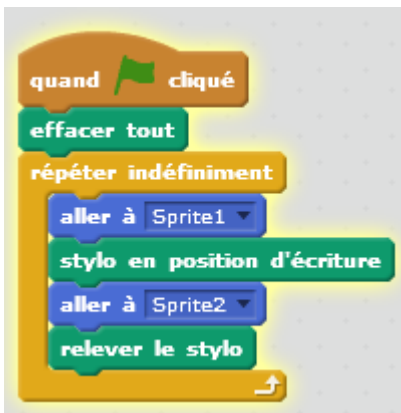 quand cliqué
effacer tout
répéter indéfiniment
aller à Sprite1
stylo en position d'écriture
aller à Sprite2
relever le stylo